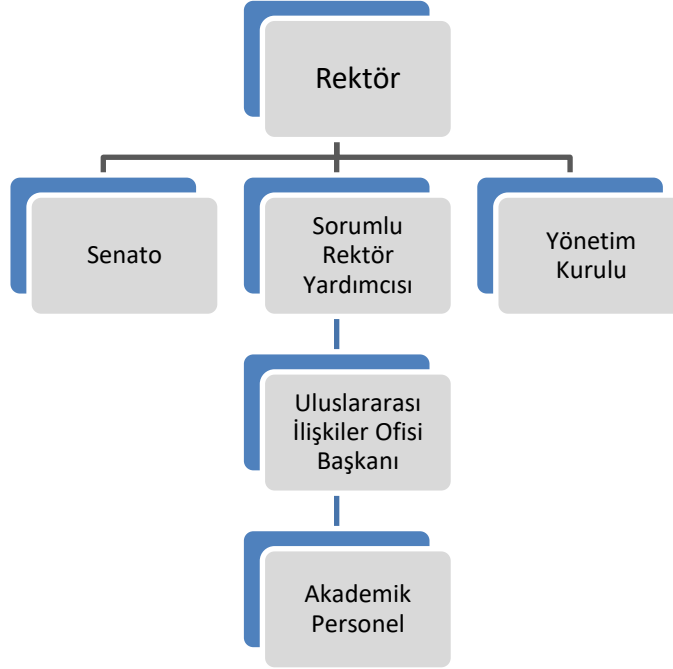 Rektör
Senato
Sorumlu
Rektör
Yardımcısı
Yönetim
Kurulu
Uluslararası
İlişkiler Ofisi
Başkanı
Akademik
Personel